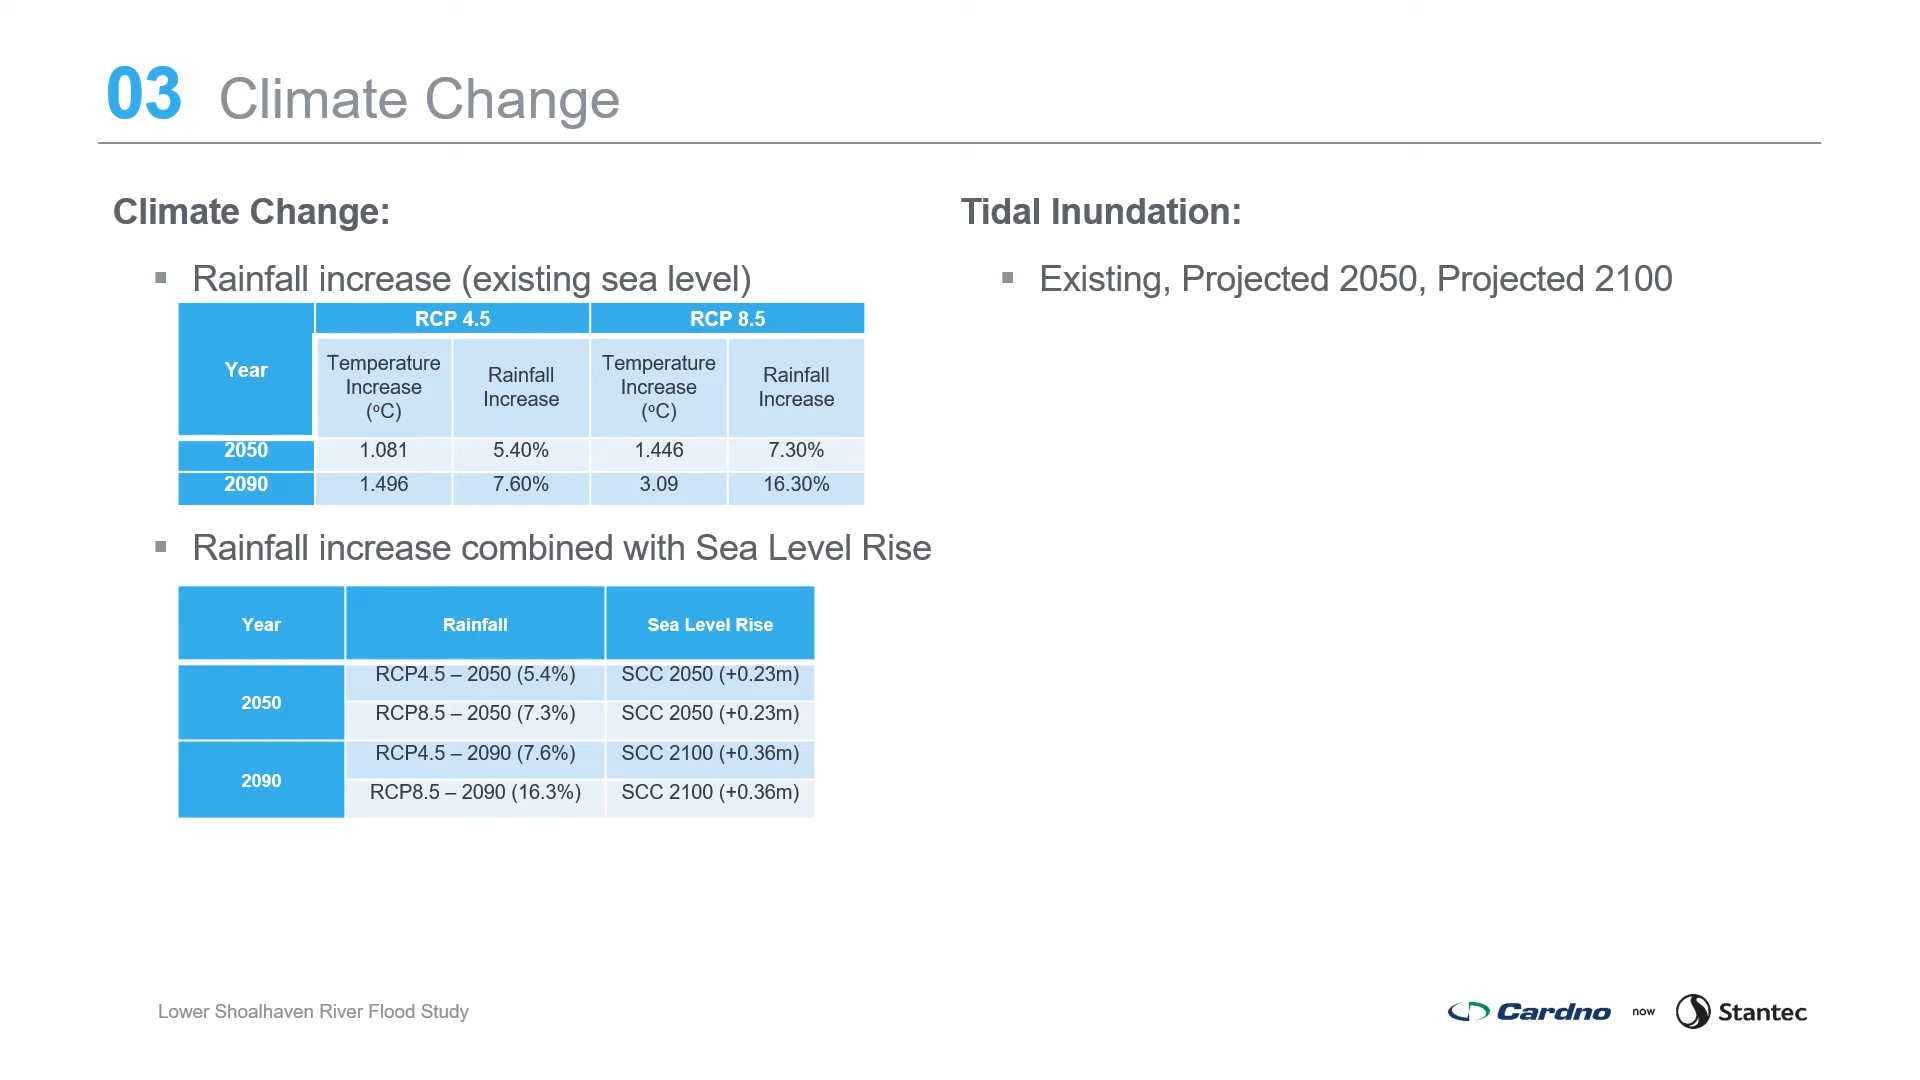 03 Climate Change
Climate Change:
▪ Rainfall increase (existing sea level)
Year RCP 4.5 RCP 8.5
Temperature Increase (ºC) Rainfall Increase Temperature Increase (ºC) Rainfall Increase
2050 1.081 5.40% 1.446 7.30%
2090 1.496 7.60% 3.09 16.30%
▪ Rainfall increase combined with Sea Level Rise
Year Rainfall Sea Level Rise
2050 RCP4.5 – 2050 (5.4%) SCC 2050 (+0.23m)
RCP8.5 – 2050 (7.3%) SCC 2050 (+0.23m)
2090 RCP4.5 – 2090 (7.6%) SCC 2100 (+0.36m)
RCP8.5 – 2090 (16.3%) SCC 2100 (+0.36m)
Tidal Inundation:
▪ Existing, Projected 2050, Projected 2100
Lower Shoalhaven River Flood Study
Cardno now Stantec